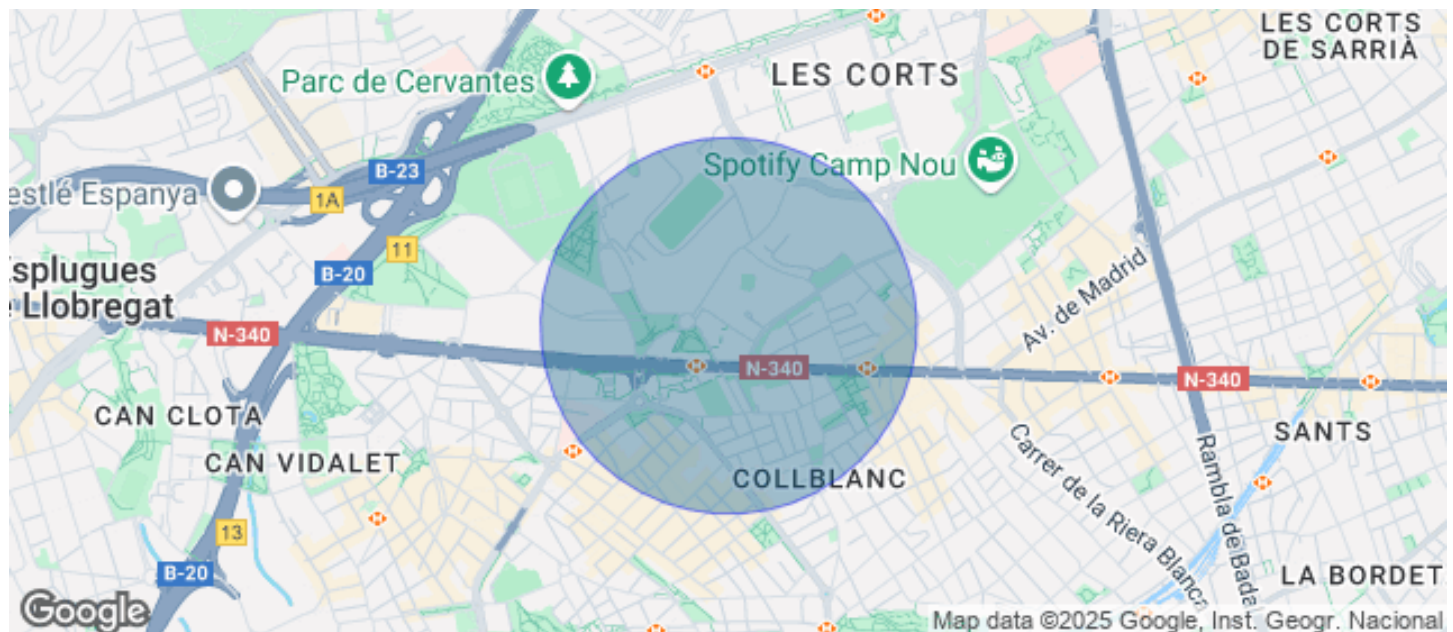 LES CORTS
DE SARRIÀ
Parc de Cervantes
LES CORTS
Spotify Camp Nou
B-23
estlé Espanya
1A
11
B-20
splugues
Llobregat
Av. de Madrid
N-340
N-340
N-340
CAN CLOTA
CAN VIDALET
COLLBLANC
SANTS
Carrer de la Riera Blanca
Rambla de Bada
13
B-20
LA BORDET
Google
Map data ©2025 Google, Inst. Geogr. Nacional